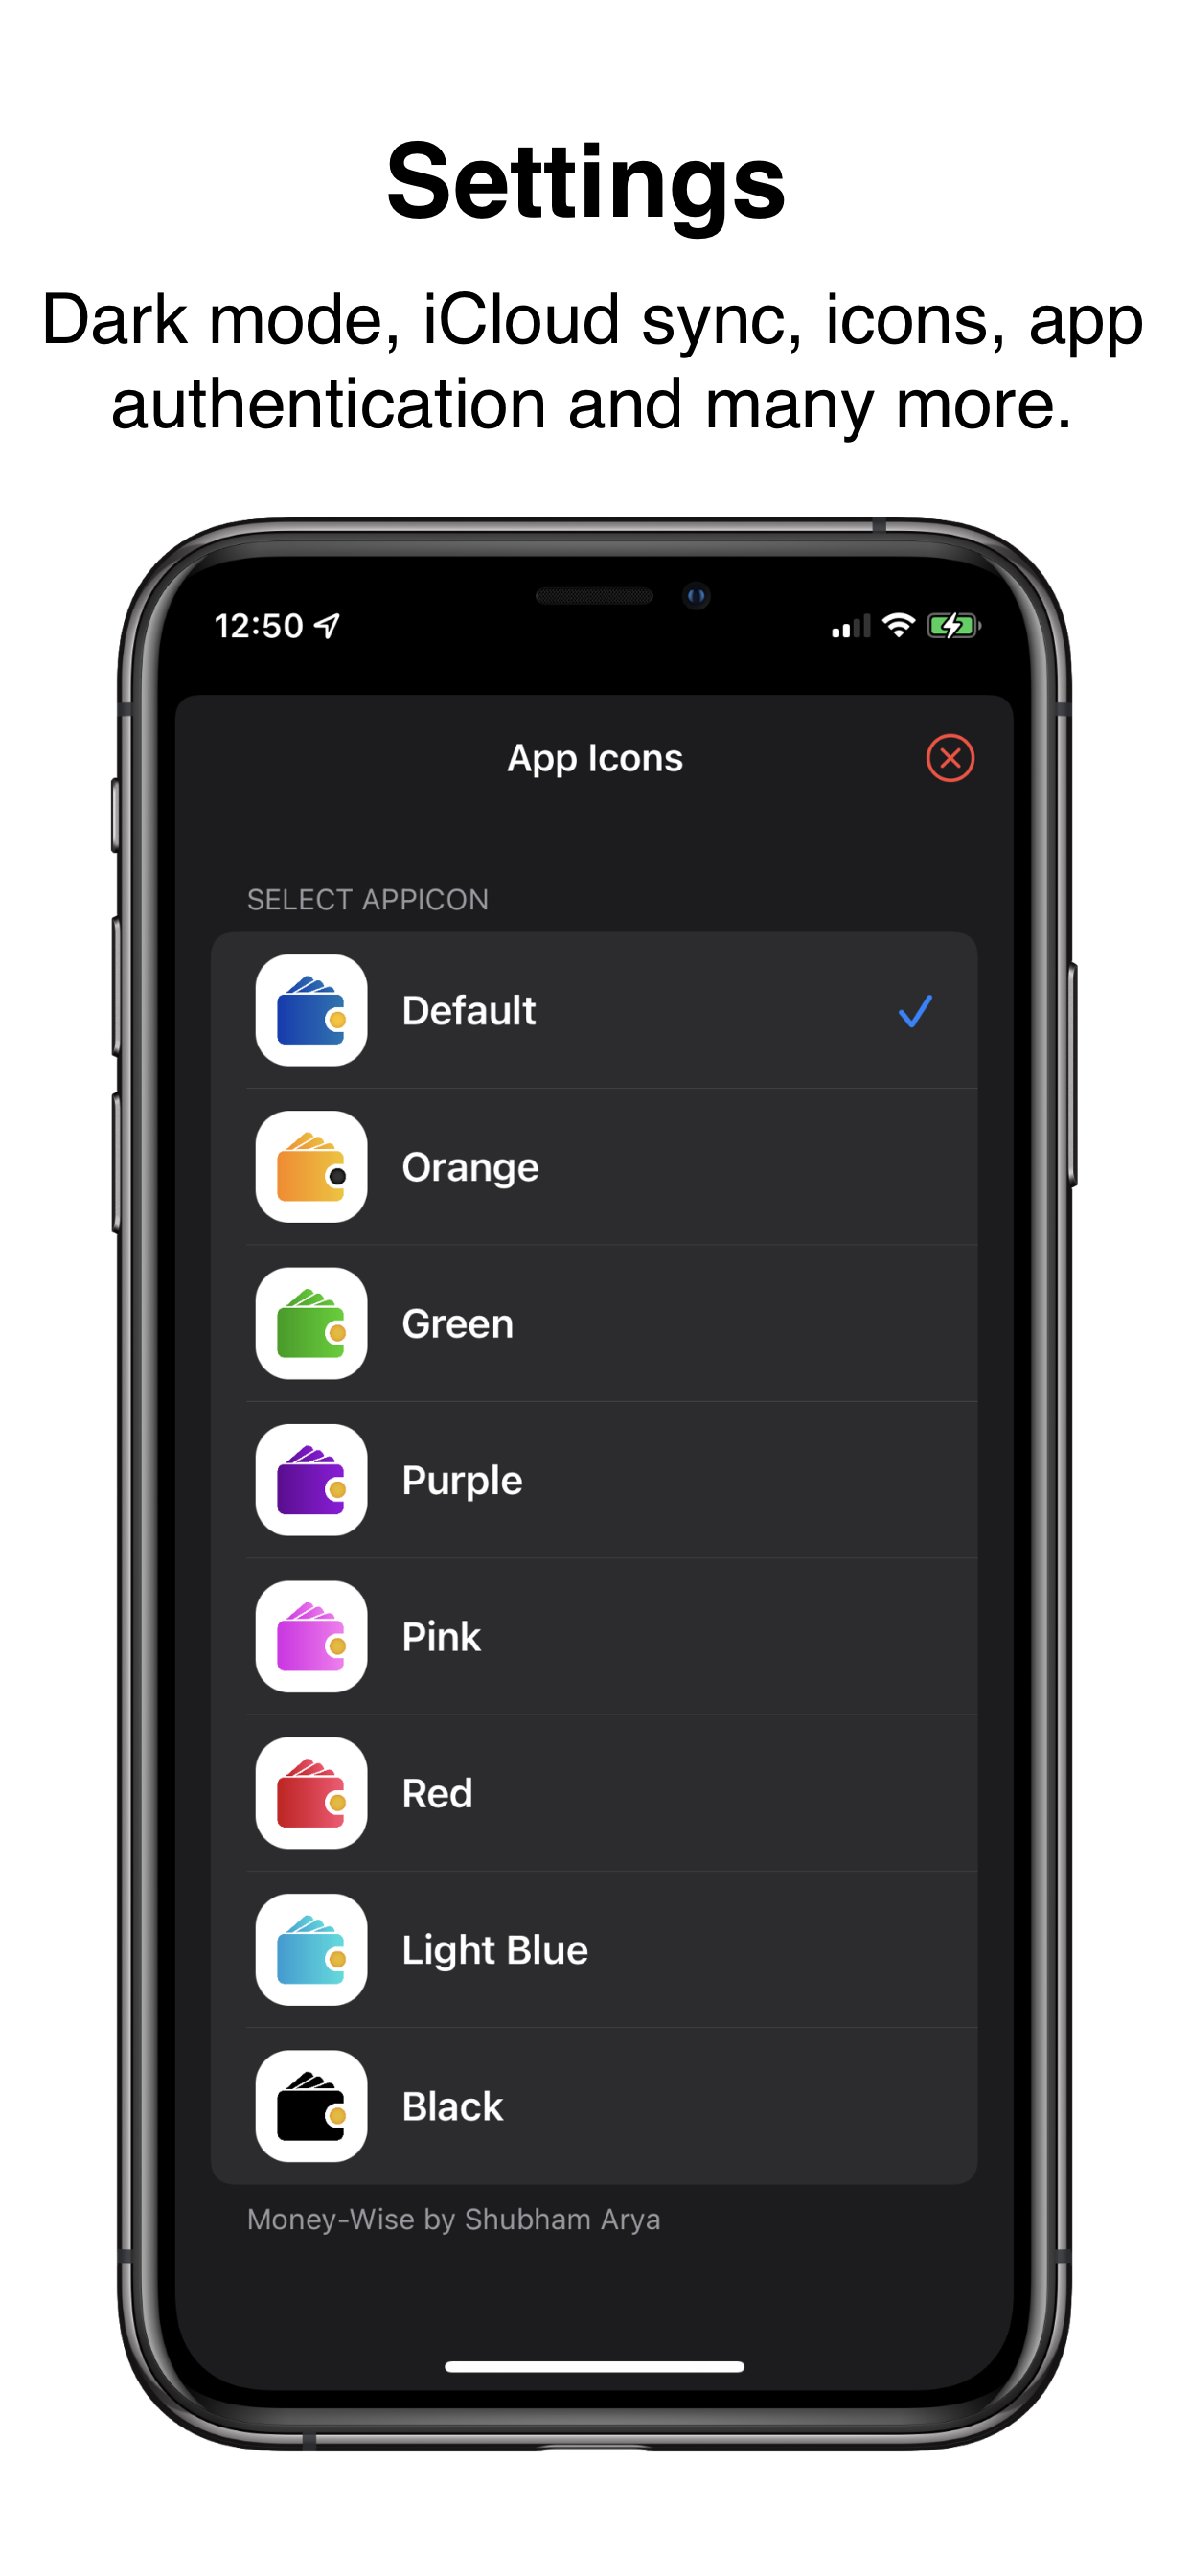 Settings
Dark mode, iCloud sync, icons, app
authentication and many more.
12:50
App Icons
SELECT APPICON
Default
Orange
Green
Purple
Pink
Red
Light Blue
Black
Money-Wise by Shubham Arya